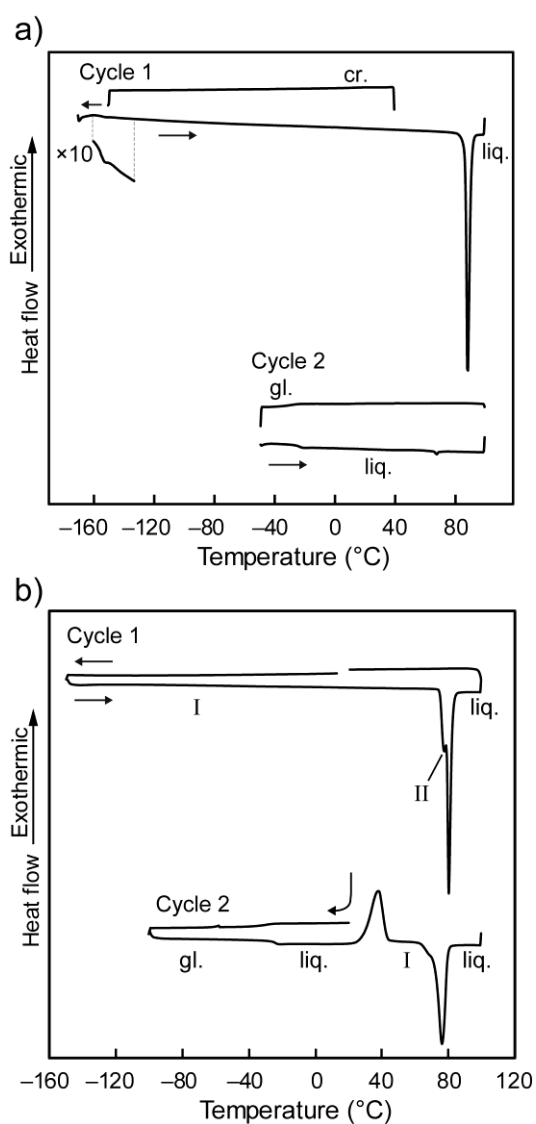 a)
Cycle 1
cr.
×10
liq.
Heat flow Exothermic
Cycle 2
gl.
liq.
–160 –120 –80 –40 0 40 80
Temperature (°C)
b)
Cycle 1
I
liq.
II
Heat flow Exothermic
Cycle 2
gl. liq. I liq.
–160 –120 –80 –40 0 40 80 120
Temperature (°C)